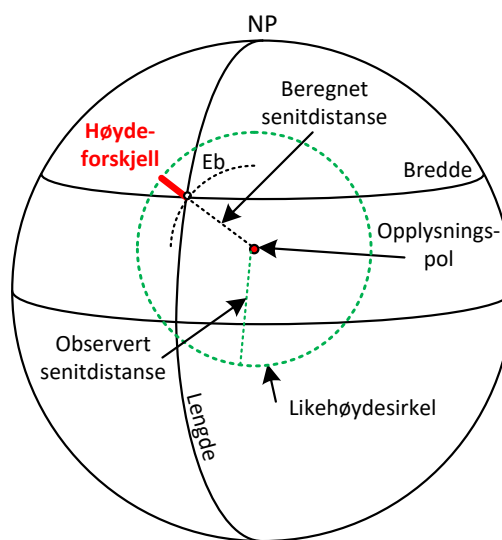 NP
Beregnet
senitdistanse
Høyde-
forskjell
Eb
Bredde
Opplysnings-
pol
Observert
senitdistanse
Likehøydesirkel
Lengde